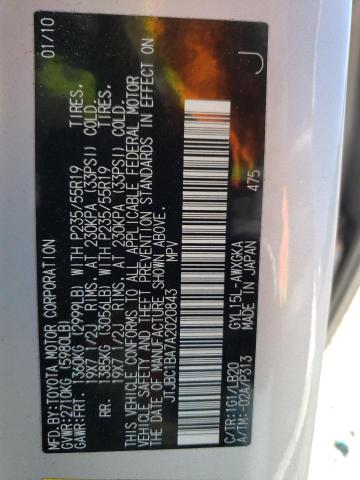 MFD.BY:TOYOTA MOTOR CORPORATION 01/10
GVWR:2710KG (5980LB)
GAWR:FRT. 1360KG (2999LB) WITH P235/55R19 TIRES.
19X7 1/2J RIMS. AT 230KPA (33PSI) COLD.
RR. 1385KG (3056LB) WITH P235/55R19 TIRES.
19X7 1/2J RIMS. AT 230KPA (33PSI) COLD.
THIS VEHICLE CONFORMS TO ALL APPLICABLE FEDERAL MOTOR
VEHICLE SAFETY AND THEFT PREVENTION STANDARDS IN EFFECT ON
THE DATE OF MANUFACTURE SHOWN ABOVE.
JTJBC1BA7A2020643 MPV
C/TR:1G1/LB20 GYL15L-AWXGKA 475 J
A/TM:-02A/P313 MADE IN JAPAN